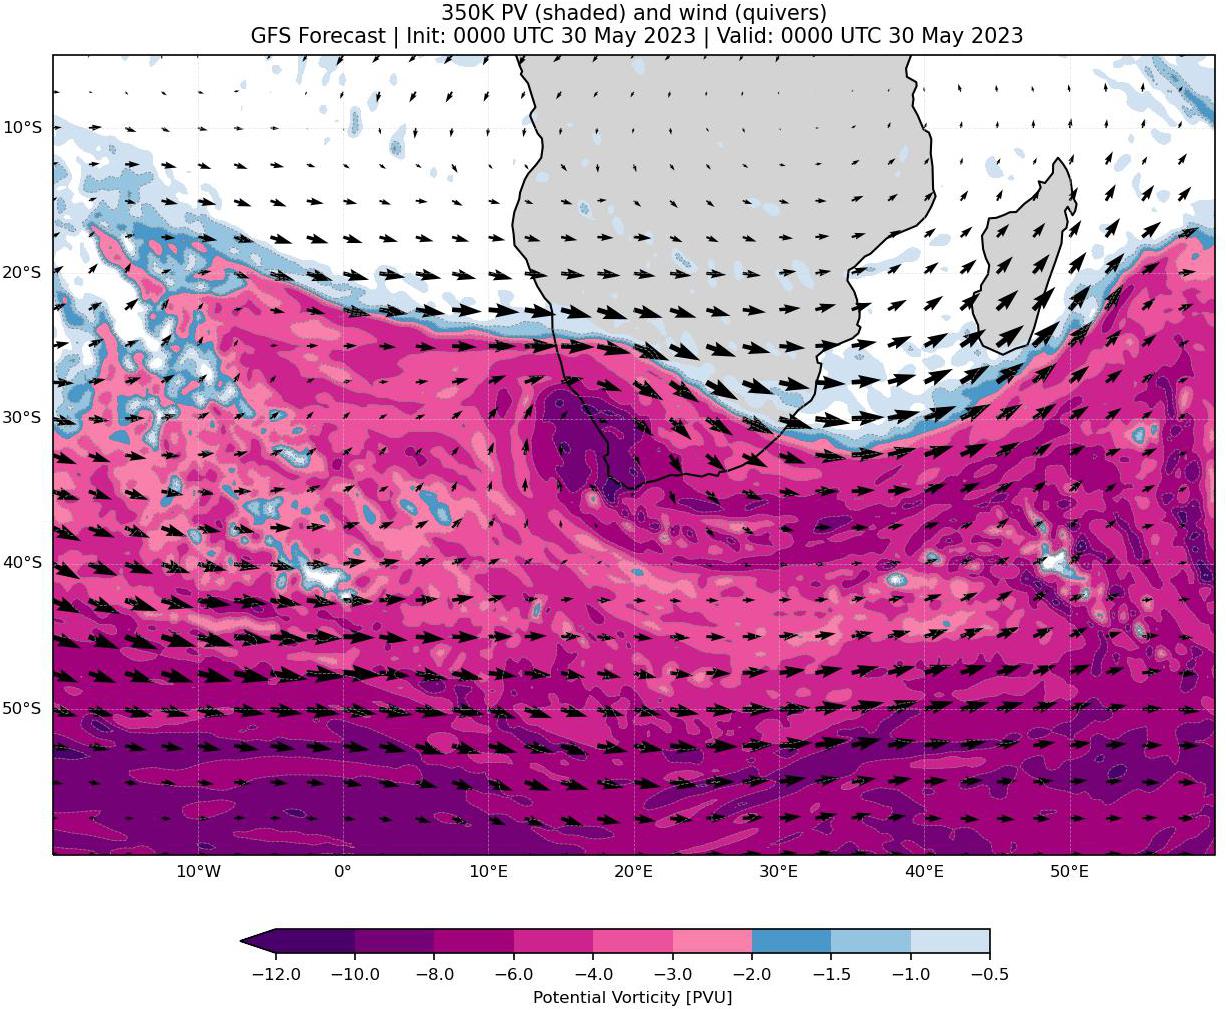 350K PV (shaded) and wind (quivers)
GFS Forecast | Init: 0000 UTC 30 May 2023 | Valid: 0000 UTC 30 May 2023
10°S
20°S
30°S
40°S
50°S
10°W 0° 10°E 20°E 30°E 40°E 50°E
−12.0 −10.0 −8.0 −6.0 −4.0 −3.0 −2.0 −1.5 −1.0 −0.5
Potential Vorticity [PVU]